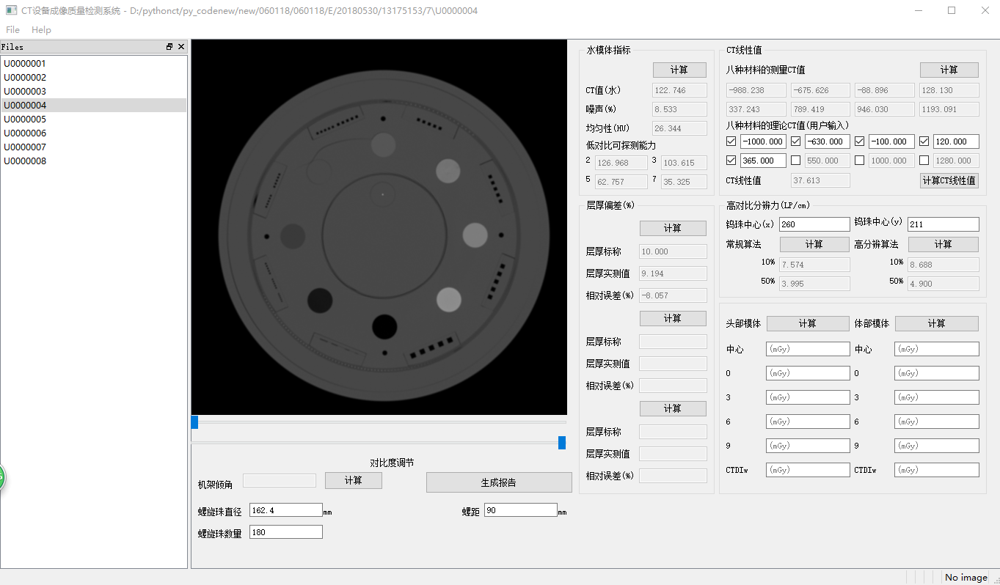 CT设备成像质量检测系统 - D:/pythonct/py_codenew/new/060118/060118/E/20180530/13175153/7\U0000004
File Help
Files
U0000001
U0000002
U0000003
U0000004
U0000005
U0000006
U0000007
U0000008
对比度调节
机架倾角 计算 生成报告
螺旋珠直径 162.4 mm 螺距 90 mm
螺旋珠数量 180
水模体指标
计算
CT值(水) 122.746
噪声(%) 8.533
均匀性(HU) 26.344
低对比可探测能力
2 126.968 3 103.615
5 62.757 7 35.325
层厚偏差(%)
计算
层厚标称 10.000
层厚实测值 9.194
相对误差(%) -8.057
计算
层厚标称
层厚实测值
相对误差(%)
计算
层厚标称
层厚实测值
相对误差(%)
CT线性值
八种材料的测量CT值 计算
-988.238 -675.626 -88.896 128.130
337.243 789.419 946.030 1193.091
八种材料的理论CT值(用户输入)
-1000.000 -630.000 -100.000 120.000
365.000 550.000 1000.000 1280.000
CT线性值 37.613 计算CT线性值
高对比分辨力(LP/cm)
钨珠中心(x) 260 钨珠中心(y) 211
常规算法 计算 高分辨算法 计算
10% 7.574 10% 8.688
50% 3.995 50% 4.900
头部模体 计算 体部模体 计算
中心 (mGy) 中心 (mGy)
0 (mGy) 0 (mGy)
3 (mGy) 3 (mGy)
6 (mGy) 6 (mGy)
9 (mGy) 9 (mGy)
CTDIw (mGy) CTDIw (mGy)
No image